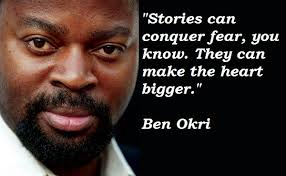 "Stories can
conquer fear, you
know. They can
make the heart
bigger."
Ben Okri